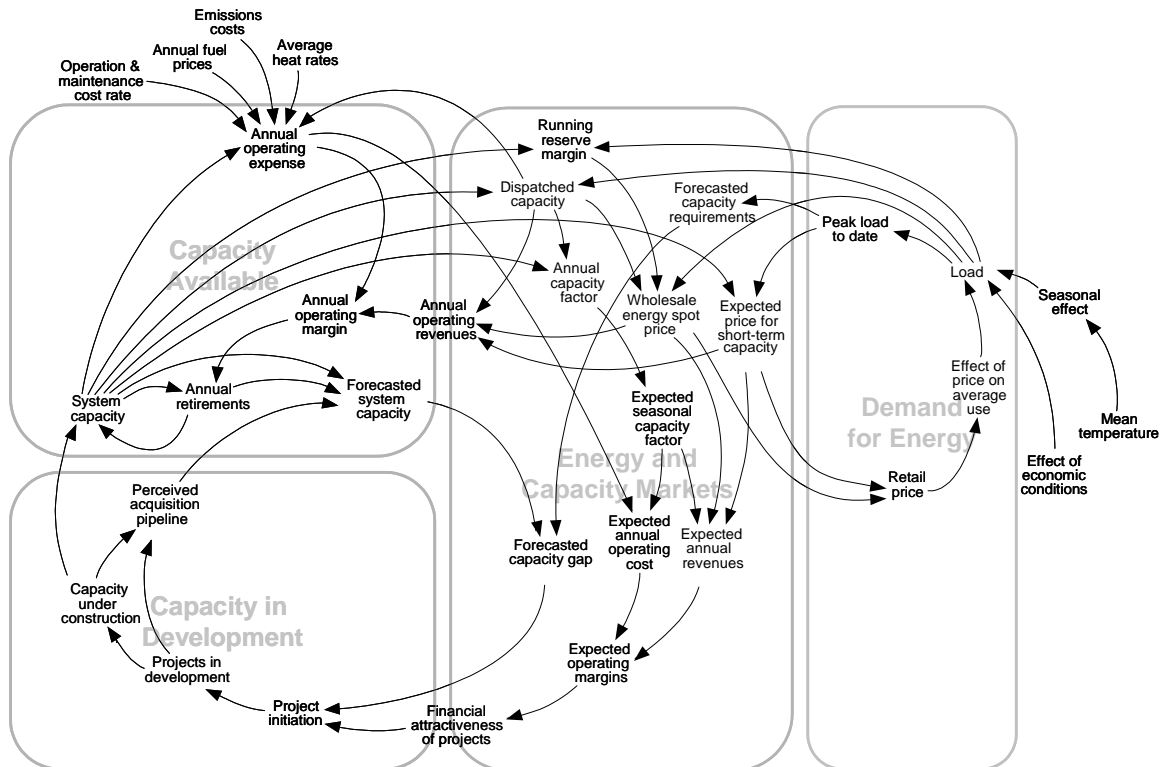 Emissions
costs
Annual fuel
prices
Average
heat rates
Operation &
maintenance
cost rate
Annual
operating
expense
Running
reserve
margin
Dispatched
capacity
Forecasted
capacity
requirements
Peak load
to date
Capacity
Available
Annual
capacity
factor
Load
Seasonal
effect
Annual
operating
margin
Annual
operating
revenues
Wholesale
energy spot
price
Expected
price for
short-term
capacity
System
capacity
Annual
retirements
Forecasted
system
capacity
Expected
seasonal
capacity
factor
Effect of
price on
average
use
Demand
for Energy
Mean
temperature
Effect of
economic
conditions
Energy and
Capacity Markets
Retail
price
Perceived
acquisition
pipeline
Forecasted
capacity gap
Expected
annual
operating
cost
Expected
annual
revenues
Capacity
under
construction
Capacity in
Development
Projects in
development
Expected
operating
margins
Project
initiation
Financial
attractiveness
of projects